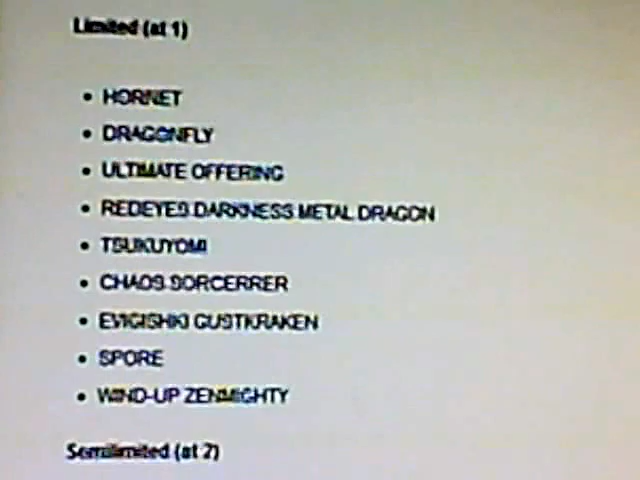 Limited (at 1)
• HORNET
• DRAGONFLY
• ULTIMATE OFFERING
• REDEYES DARKNESS METAL DRAGON
• TSUKUYOMI
• CHAOS SORCERRER
• EVIGISHKI GUSTKRAKEN
• SPORE
• WIND-UP ZENMIGHTY
Semilimited (at 2)